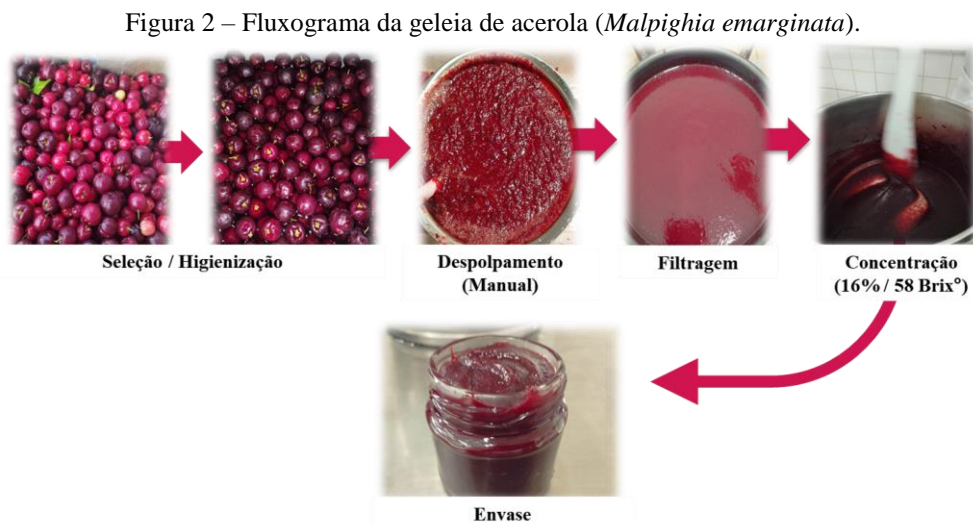 Figura 2 – Fluxograma da geleia de acerola (Malpighia emarginata).
Seleção / Higienização
Despolpamento
(Manual)
Filtragem
Concentração
(16% / 58 Brix°)
Envase